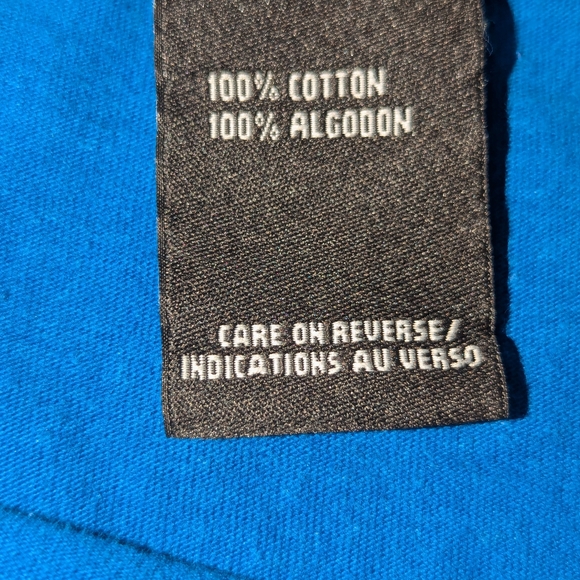 100% COTTON
100% ALGODON
CARE ON REVERSE/
INDICATIONS AU VERSO